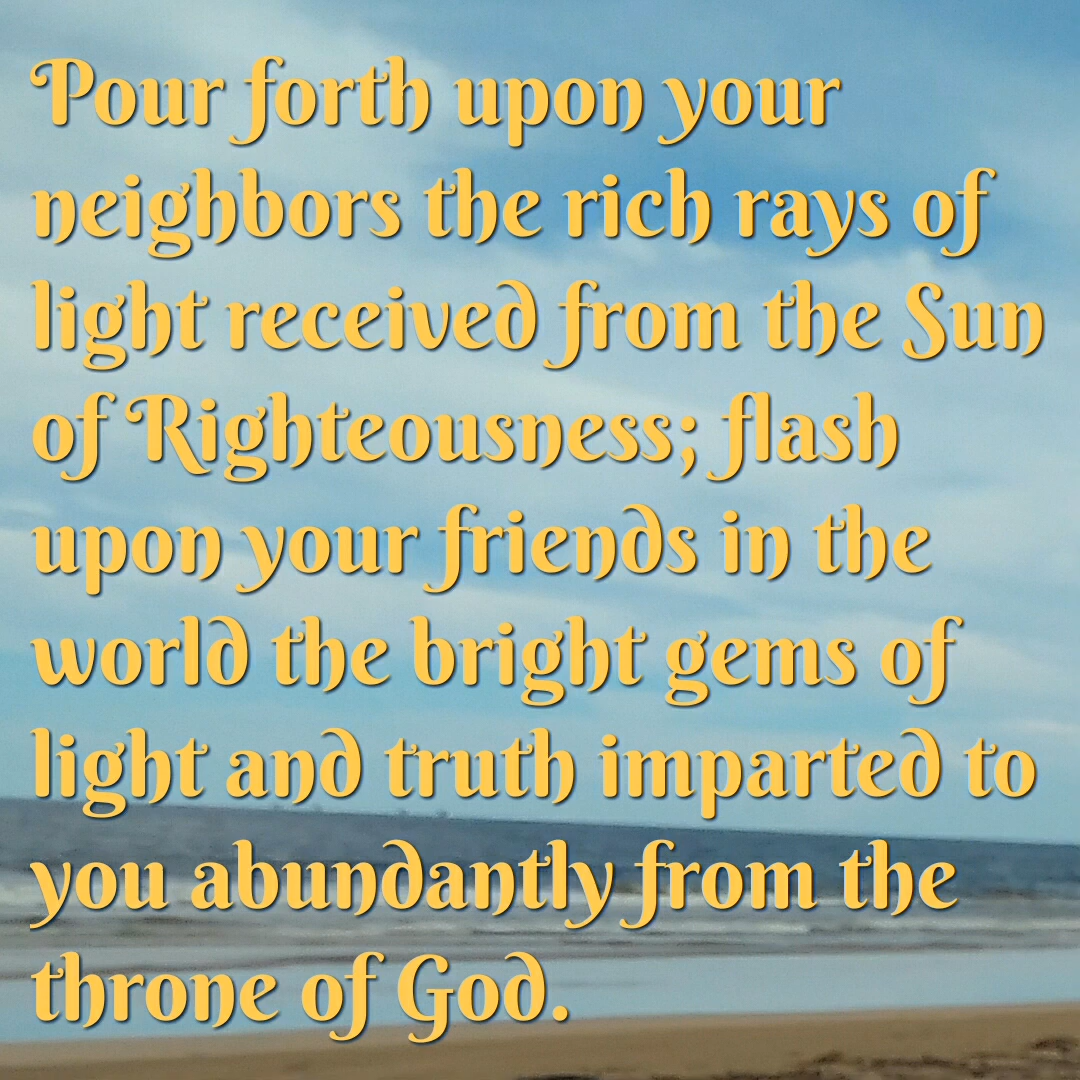 Pour forth upon your
neighbors the rich rays of
light received from the Sun
of Righteousness; flash
upon your friends in the
world the bright gems of
light and truth imparted to
you abundantly from the
throne of God.